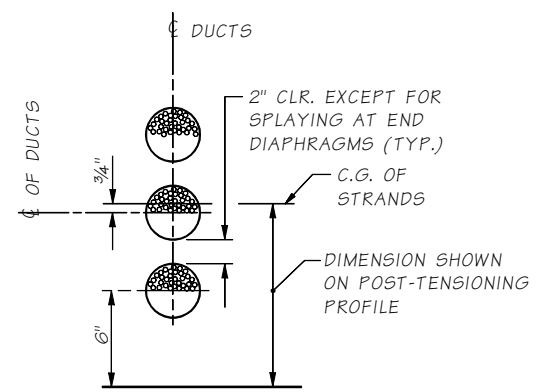 ℄ DUCTS
2" CLR. EXCEPT FOR
SPLAYING AT END
DIAPHRAGMS (TYP.)
℄ OF DUCTS
3/4"
C.G. OF
STRANDS
DIMENSION SHOWN
ON POST-TENSIONING
PROFILE
6"